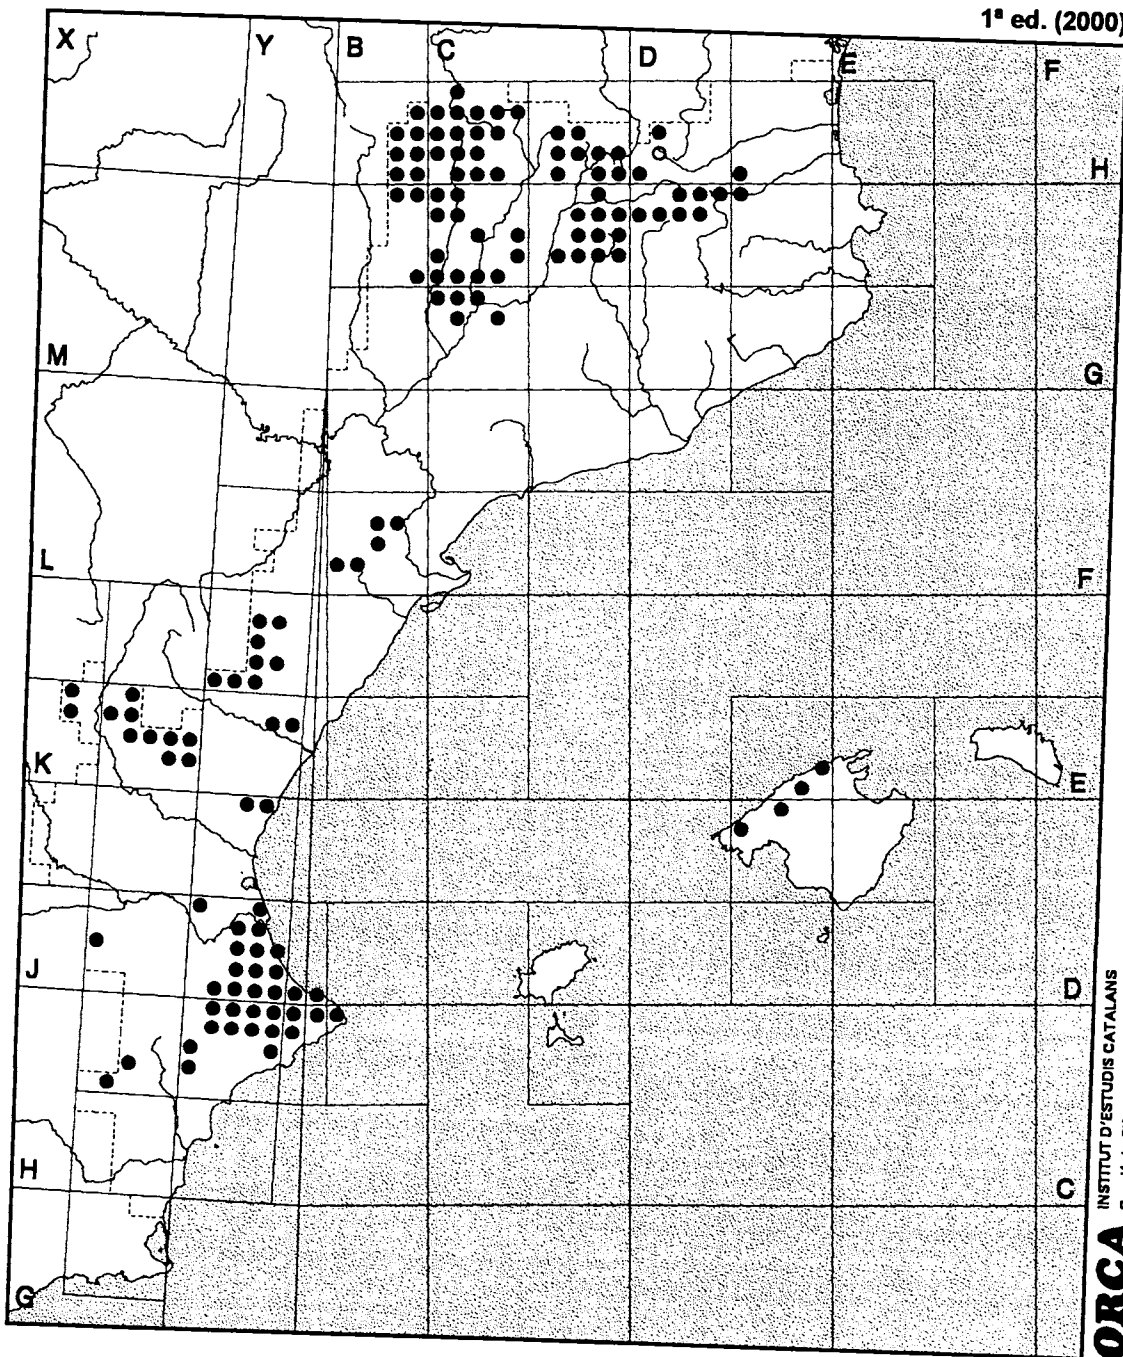 1ª ed. (2000)
X Y B C D E F
H
M G
L F
K E
J D
H C
G
ORCA INSTITUT D'ESTUDIS CATALANS